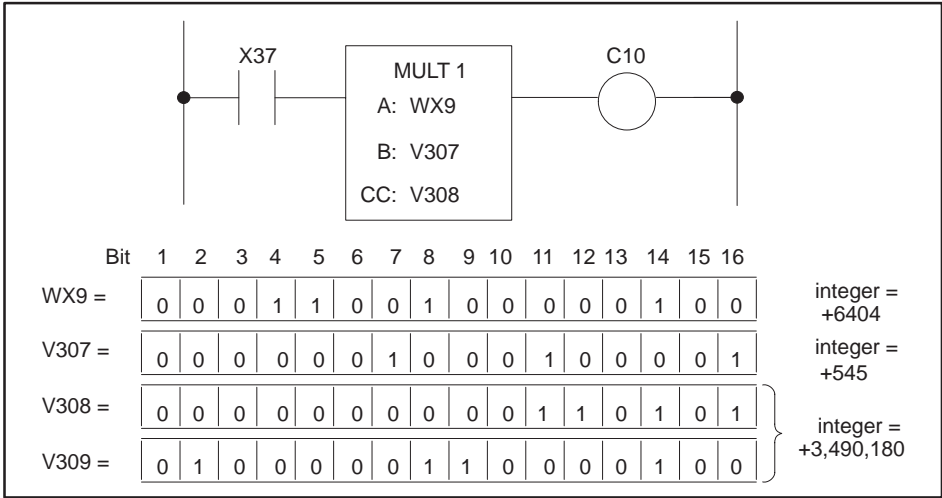 X37
MULT 1
A: WX9
B: V307
CC: V308
C10
Bit 1 2 3 4 5 6 7 8 9 10 11 12 13 14 15 16
WX9 = 0 0 0 1 1 0 0 1 0 0 0 0 0 1 0 0 integer = +6404
V307 = 0 0 0 0 0 0 1 0 0 0 1 0 0 0 0 1 integer = +545
V308 = 0 0 0 0 0 0 0 0 0 0 1 1 0 1 0 1
V309 = 0 1 0 0 0 0 0 1 1 0 0 0 0 1 0 0
integer =
+3,490,180